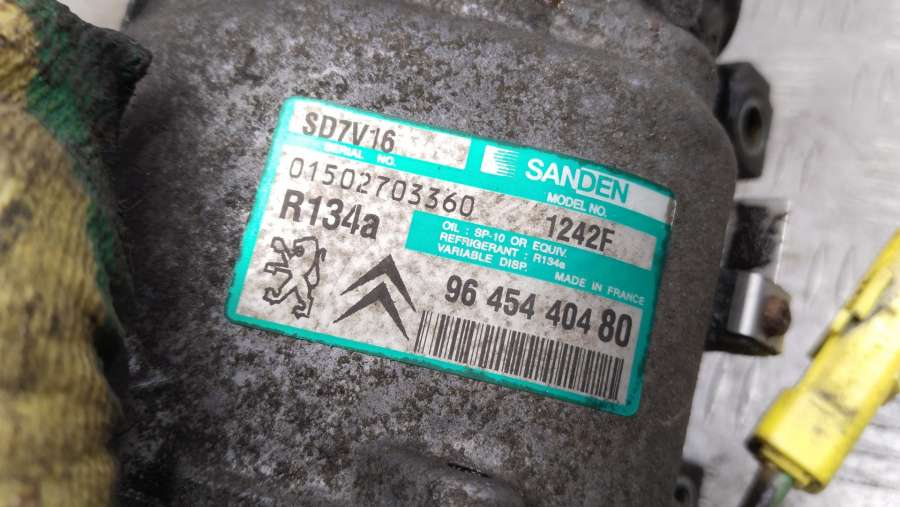 SD7V16
SERIAL NO.
SANDEN
01502703360
MODEL NO.
1242F
R134a
OIL : SP-10 OR EQUIV.
REFRIGERANT : R134a
VARIABLE DISP.
MADE IN FRANCE
96 454 404 80